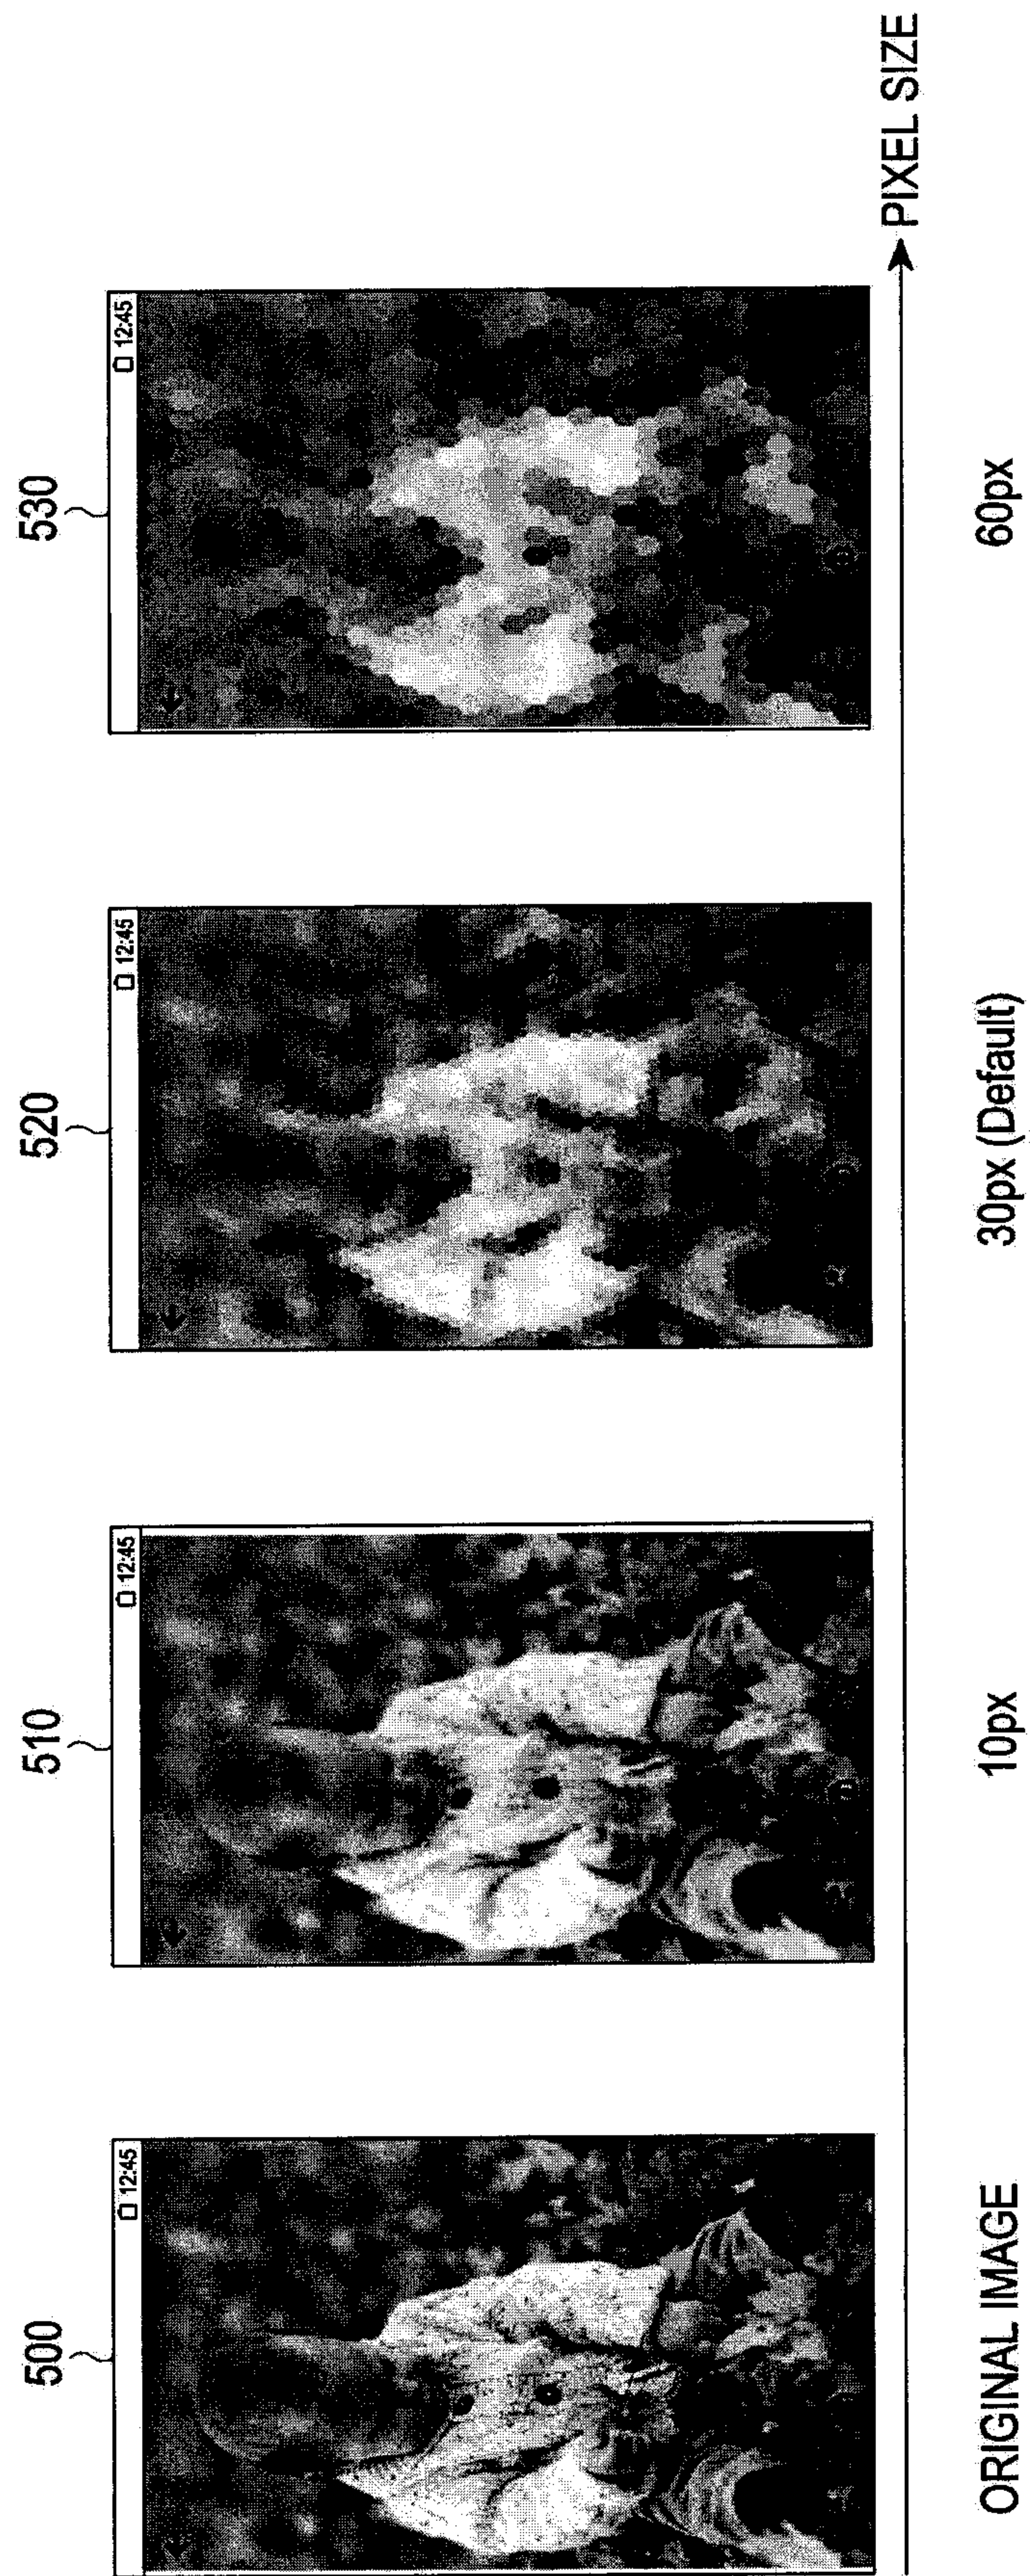 500
510
520
530
12:45
12:45
12:45
12:45
PIXEL SIZE
ORIGINAL IMAGE
10px
30px (Default)
60px